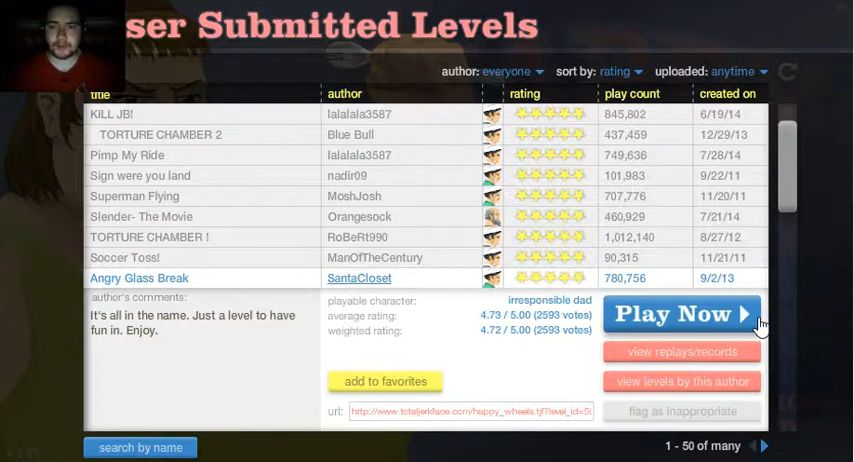 ser Submitted Levels
author: everyone sort by: rating uploaded: anytime
title author rating play count created on
KILL JB! lalalala3587 845,802 6/19/14
TORTURE CHAMBER 2 Blue Bull 437,459 12/29/13
Pimp My Ride lalalala3587 749,636 7/28/14
Sign were you land nadir09 101,983 9/22/11
Superman Flying MoshJosh 707,776 11/20/11
Slender- The Movie Orangesock 460,929 7/21/14
TORTURE CHAMBER ! RoBeRt990 1,012,140 8/27/12
Soccer Toss! ManOfTheCentury 90,315 11/21/11
Angry Glass Break SantaCloset 780,756 9/2/13
author's comments:
It's all in the name. Just a level to have
fun in. Enjoy.
playable character: irresponsible dad
average rating: 4.73 / 5.00 (2593 votes)
weighted rating: 4.72 / 5.00 (2593 votes)
Play Now
view replays/records
add to favorites
view levels by this author
url: http://www.totaljerkface.com/happy_wheels.tjf?level_id=5
flag as inappropriate
search by name
1 - 50 of many